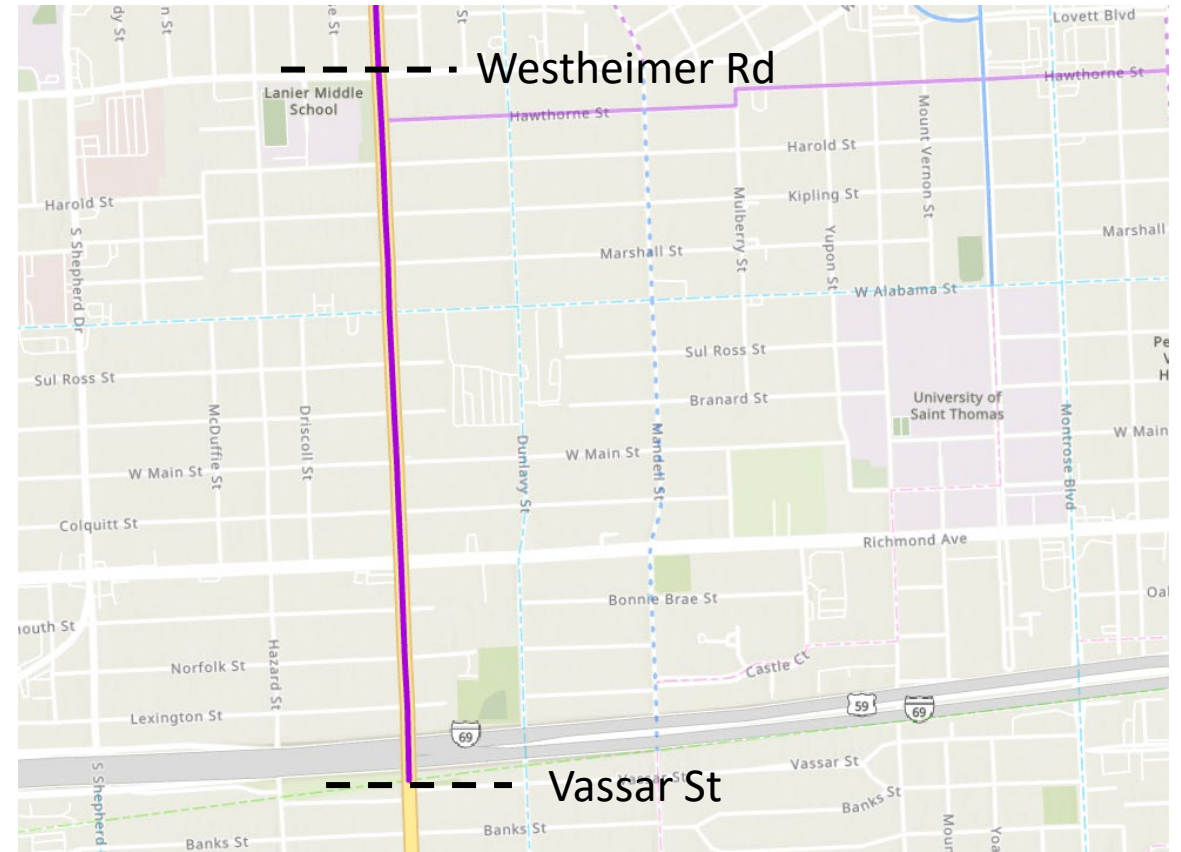 Lovett Blvd
Westheimer Rd
Hawthorne St
Lanier Middle
School
Hawthorne St
Mount Vernon St
Harold St
Mulberry St
Kipling St
Harold St
Yupon St
S Shepherd Dr
Marshall
Marshall St
W Alabama St
Sul Ross St
Sul Ross St
Branard St
University of
Saint Thomas
McDuffie St
Driscoll St
Montrose Blvd
Mandell St
Dunlavy St
W Main
W Main St
W Main St
Colquitt St
Richmond Ave
Bonnie Brae St
Hazard St
Norfolk St
Castle Ct
Lexington St
59
69
69
Vassar St
Vassar St
Vassar St
S Shepherd
Banks St
Banks St
Banks St